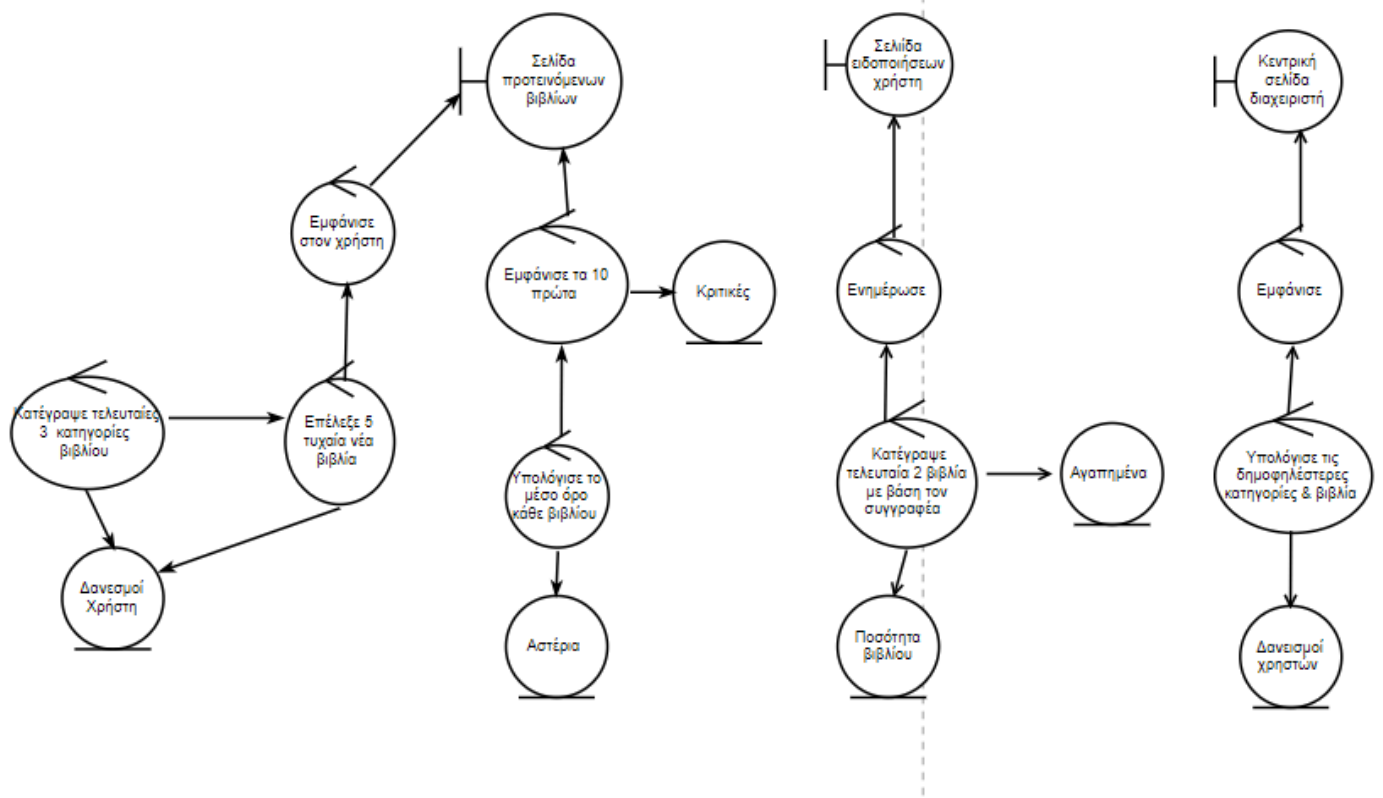 Σελίδα
προτεινόμενων
βιβλίων
Σελιίδα
ειδοποιήσεων
χρήστη
Κεντρική
σελίδα
διαχειριστή
Εμφάνισε
στον χρήστη
Εμφάνισε τα 10
πρώτα
Κριτικές
Ενημέρωσε
Εμφάνισε
Κατέγραψε τελευταίες
3 κατηγορίες
βιβλίου
Επέλεξε 5
τυχαία νέα
βιβλία
Υπολόγισε το
μέσο όρο
κάθε βιβλίου
Κατέγραψε
τελευταία 2 βιβλία
με βάση τον
συγγραφέα
Αγαπημένα
Υπολόγισε τις
δημοφηλέστερες
κατηγορίες & βιβλία
Δανεσμοί
Χρήστη
Αστέρια
Ποσότητα
βιβλίου
Δανεισμοί
χρηστών